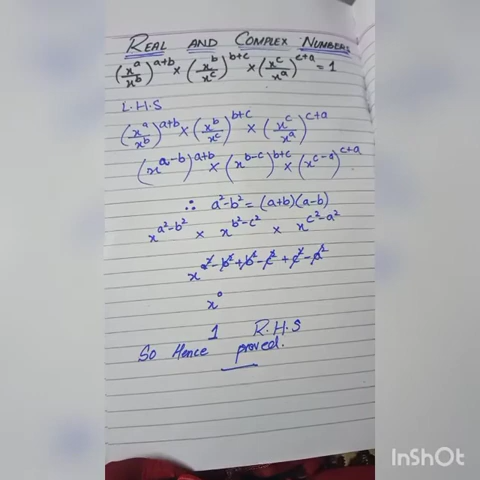 REAL AND COMPLEX NUMBERS
(x^a/x^b)^a+b × (x^b/x^c)^b+c × (x^c/x^a)^c+a = 1
L.H.S
(x^a/x^b)^a+b × (x^b/x^c)^b+c × (x^c/x^a)^c+a
(x^a-b)^a+b × (x^b-c)^b+c × (x^c-a)^c+a
∴ a²-b² = (a+b)(a-b)
x^a²-b² × x^b²-c² × x^c²-a²
x^a²-b²+b²-c²+c²-a²
x^0
1 R.H.S
So Hence proved.
InShOt